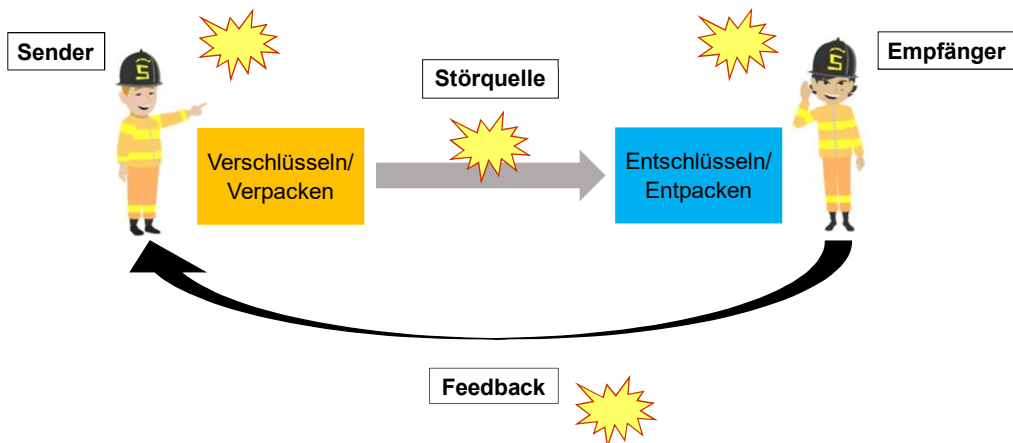 Sender
Empfänger
Störquelle
Verschlüsseln/
Verpacken
Entschlüsseln/
Entpacken
Feedback